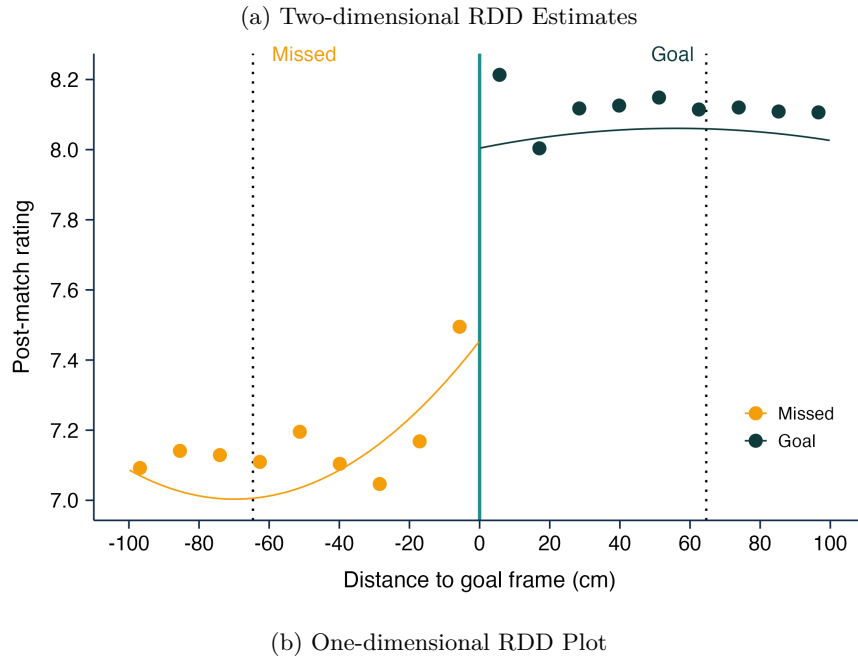 (a) Two-dimensional RDD Estimates
Missed Goal
8.2
8.0
7.8
7.6
7.4
7.2
7.0
Post-match rating
Missed
Goal
-100 -80 -60 -40 -20 0 20 40 60 80 100
Distance to goal frame (cm)
(b) One-dimensional RDD Plot